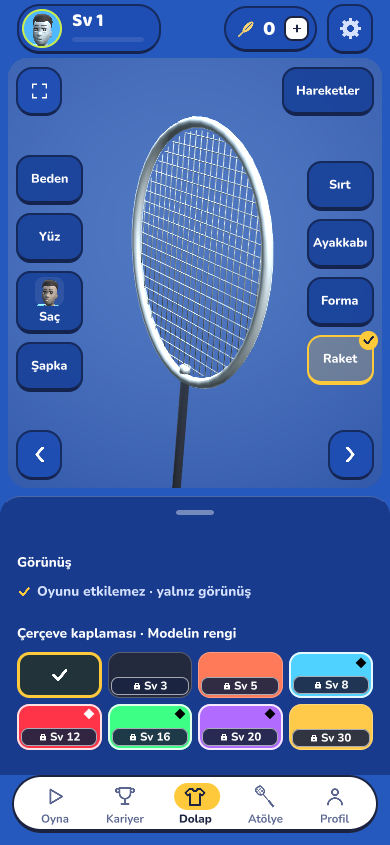 Sv 1
0
+
Hareketler
Beden
Sırt
Yüz
Ayakkabı
Saç
Forma
Şapka
Raket
Görünüş
Oyunu etkilemez · yalnız görünüş
Çerçeve kaplaması · Modelin rengi
Sv 3
Sv 5
Sv 8
Sv 12
Sv 16
Sv 20
Sv 30
Oyna
Kariyer
Dolap
Atölye
Profil